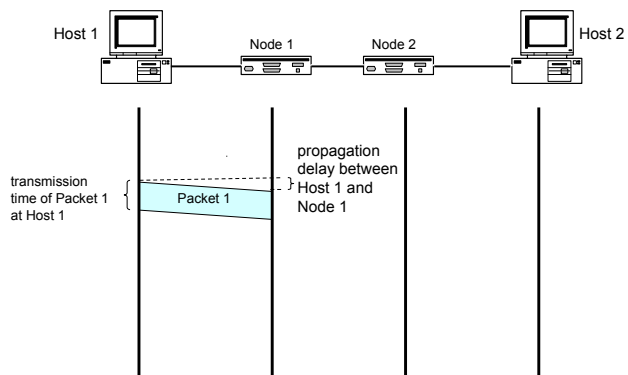 Host 1
Node 1
Node 2
Host 2
propagation
delay between
Host 1 and
Node 1
transmission
time of Packet 1
at Host 1
Packet 1